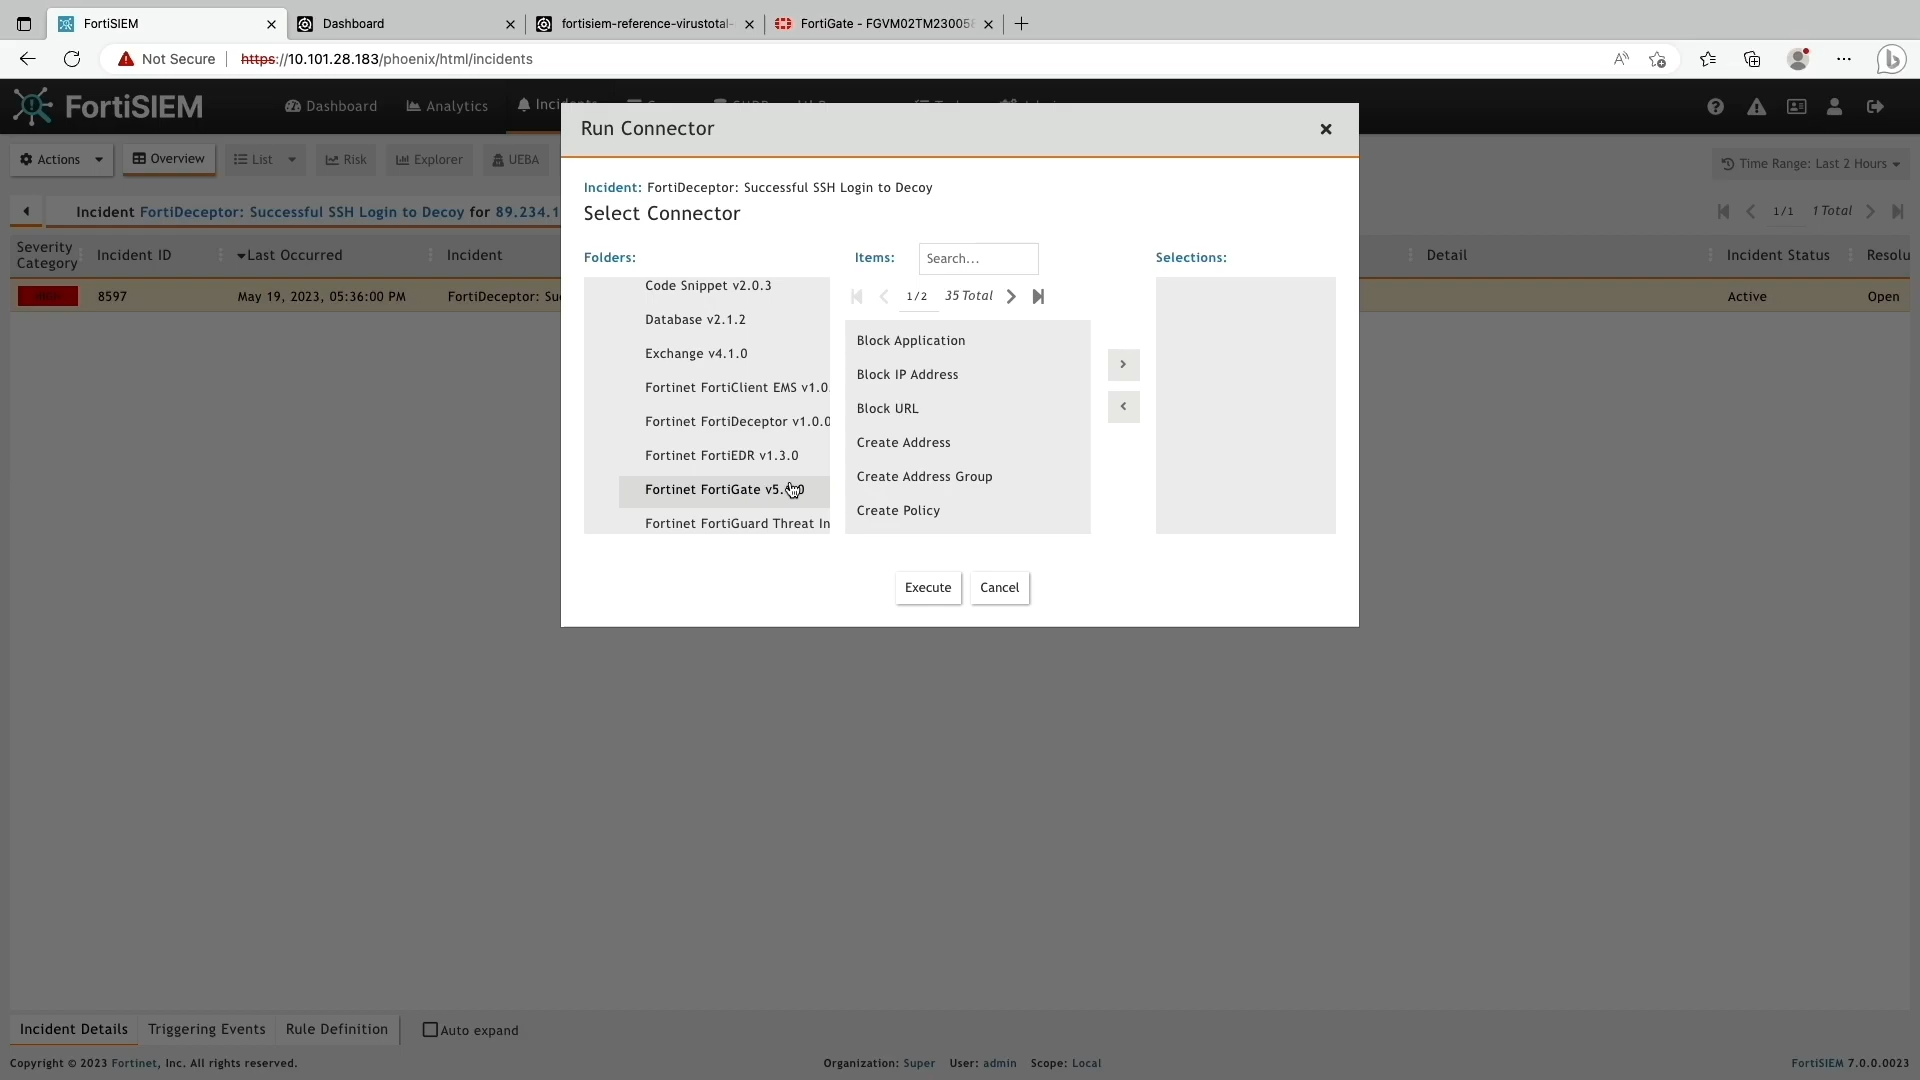 FortiSIEM
Dashboard
fortisiem-reference-virustotal-
FortiGate - FGVM02TM23005
Not Secure
https://10.101.28.183/phoenix/html/incidents
FortiSIEM
Dashboard
Analytics
Run Connector
Actions
Overview
List
Risk
Explorer
UEBA
Time Range: Last 2 Hours
Incident: FortiDeceptor: Successful SSH Login to Decoy
Select Connector
Incident FortiDeceptor: Successful SSH Login to Decoy for 89.234.1
1/1 1 Total
Severity Category
Incident ID
Last Occurred
Incident
Detail
Incident Status
Resolu
8597
May 19, 2023, 05:36:00 PM
FortiDeceptor: Su
Active
Open
Folders:
Code Snippet v2.0.3
Database v2.1.2
Exchange v4.1.0
Fortinet FortiClient EMS v1.0.
Fortinet FortiDeceptor v1.0.0
Fortinet FortiEDR v1.3.0
Fortinet FortiGate
Fortinet FortiGuard Threat In
Items:
Search...
1/2 35 Total
Block Application
Block IP Address
Block URL
Create Address
Create Address Group
Create Policy
Selections:
Execute
Cancel
Incident Details
Triggering Events
Rule Definition
Auto expand
Copyright © 2023 Fortinet, Inc. All rights reserved.
Organization: Super User: admin Scope: Local
FortiSIEM 7.0.0.0023